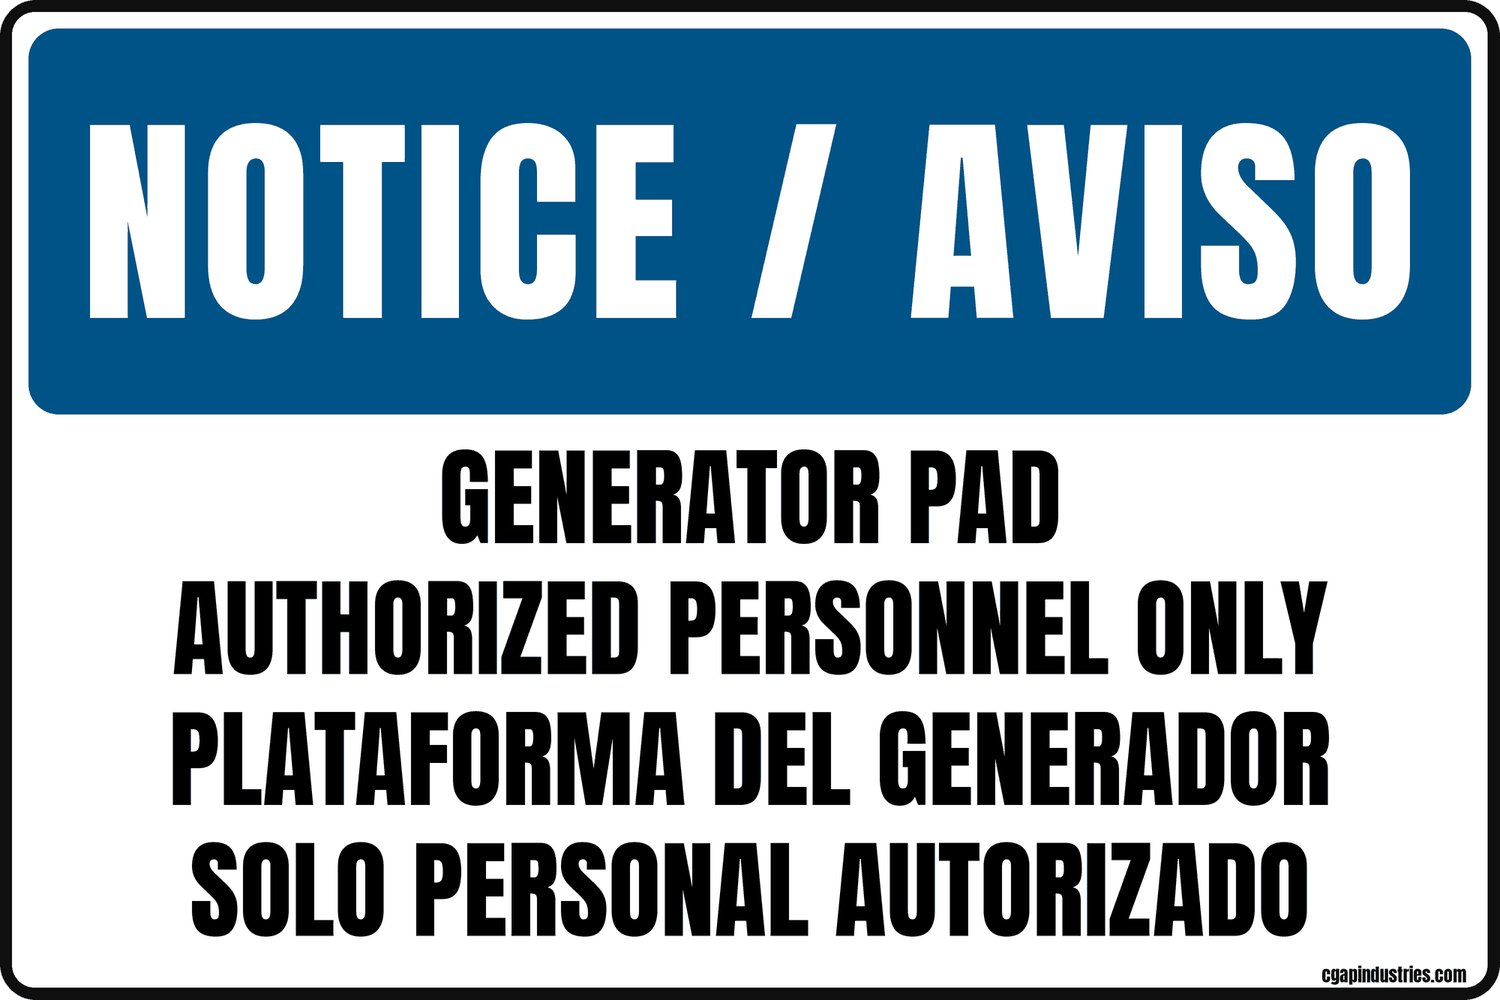 NOTICE / AVISO
GENERATOR PAD
AUTHORIZED PERSONNEL ONLY
PLATAFORMA DEL GENERADOR
SOLO PERSONAL AUTORIZADO
cgapindustries.com